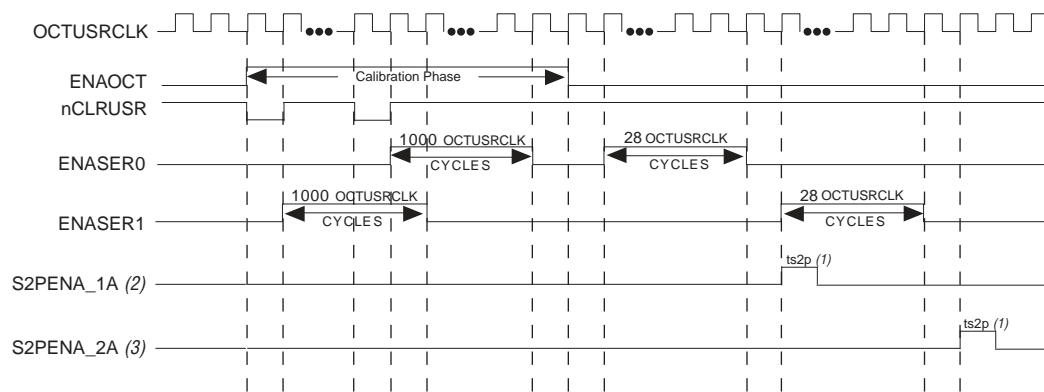 OCTUSRCLK
ENAOCT
Calibration Phase
nCLRUSR
ENASER0
1000 OCTUSRCLK
CYCLES
28 OCTUSRCLK
CYCLES
ENASER1
1000 OCTUSRCLK
CYCLES
28 OCTUSRCLK
CYCLES
S2PENA_1A (2)
ts2p (1)
S2PENA_2A (3)
ts2p (1)